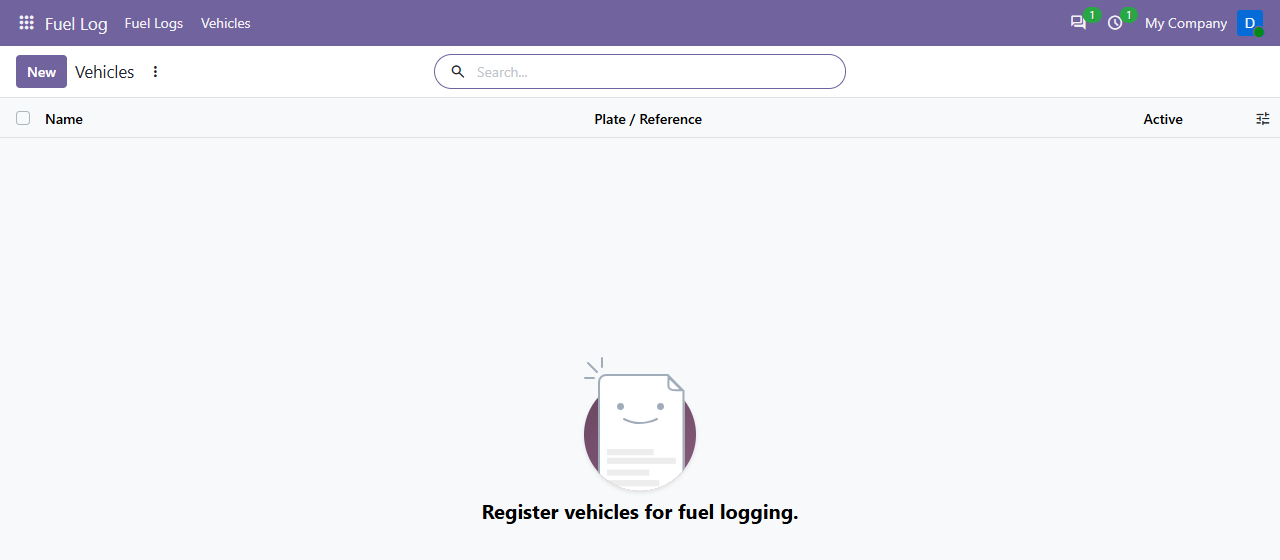 Fuel Log Fuel Logs Vehicles 1 1 My Company D
New Vehicles Search...
Name Plate / Reference Active
Register vehicles for fuel logging.